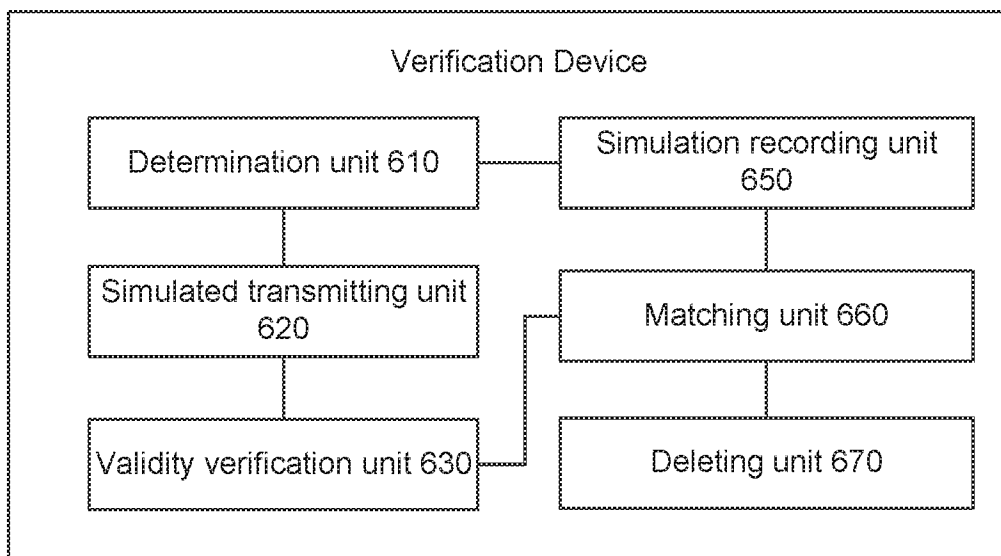 Verification Device
Determination unit 610
Simulation recording unit
650
Simulated transmitting unit
620
Matching unit 660
Validity verification unit 630
Deleting unit 670